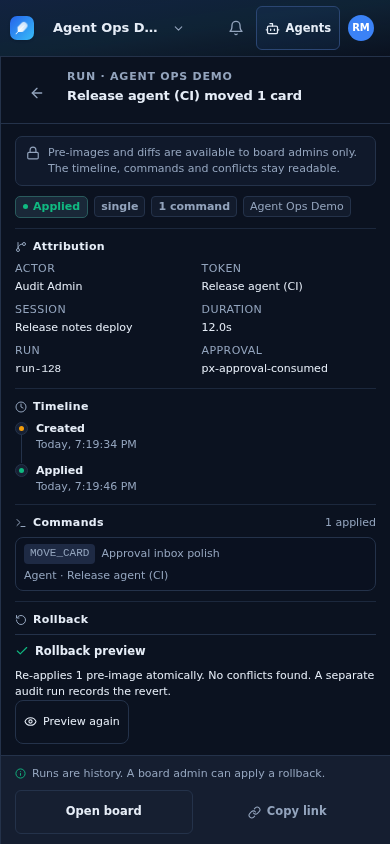 Agent Ops D...
Agents
RM
RUN · AGENT OPS DEMO
Release agent (CI) moved 1 card
Pre-images and diffs are available to board admins only.
The timeline, commands and conflicts stay readable.
Applied
single
1 command
Agent Ops Demo
Attribution
ACTOR
TOKEN
Audit Admin
Release agent (CI)
SESSION
DURATION
Release notes deploy
12.0s
RUN
APPROVAL
run-128
px-approval-consumed
Timeline
Created
Today, 7:19:34 PM
Applied
Today, 7:19:46 PM
Commands
1 applied
MOVE_CARD
Approval inbox polish
Agent · Release agent (CI)
Rollback
Rollback preview
Re-applies 1 pre-image atomically. No conflicts found. A separate
audit run records the revert.
Preview again
Runs are history. A board admin can apply a rollback.
Open board
Copy link